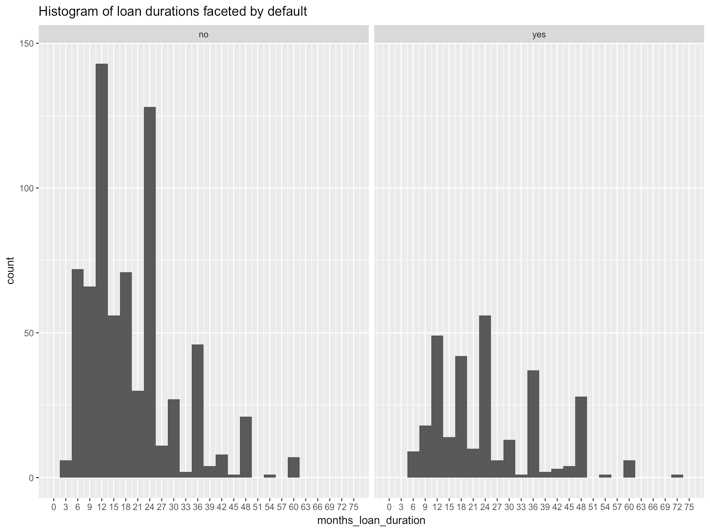 Histogram of loan durations faceted by default
no yes
150
100
50
0
count
0 3 6 9 12 15 18 21 24 27 30 33 36 39 42 45 48 51 54 57 60 63 66 69 72 75 0 3 6 9 12 15 18 21 24 27 30 33 36 39 42 45 48 51 54 57 60 63 66 69 72 75
months_loan_duration